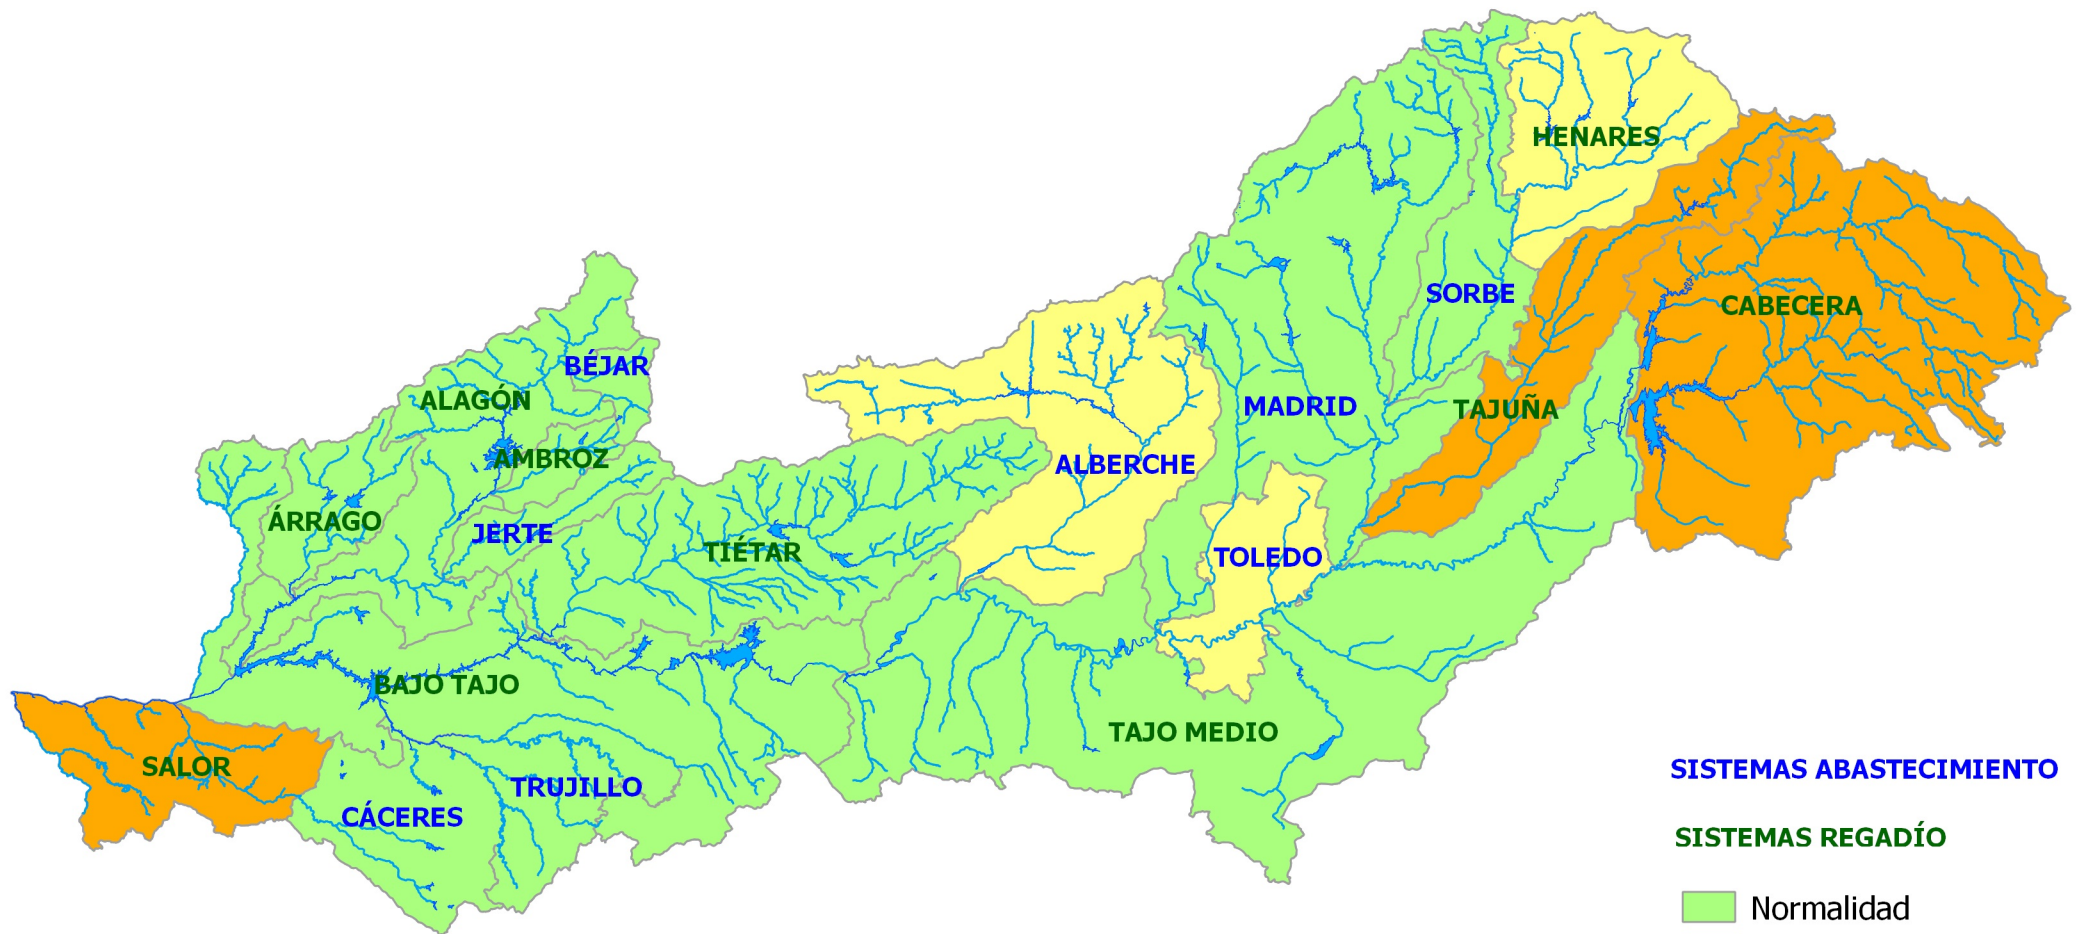 HENARES
SORBE
CABECERA
BÉJAR
ALAGÓN
MADRID
TAJUÑA
AMBROZ
ALBERCHE
ÁRRAGO
JERTE
TIÉTAR
TOLEDO
BAJO TAJO
TAJO MEDIO
SALOR
TRUJILLO
CÁCERES
SISTEMAS ABASTECIMIENTO
SISTEMAS REGADÍO
Normalidad